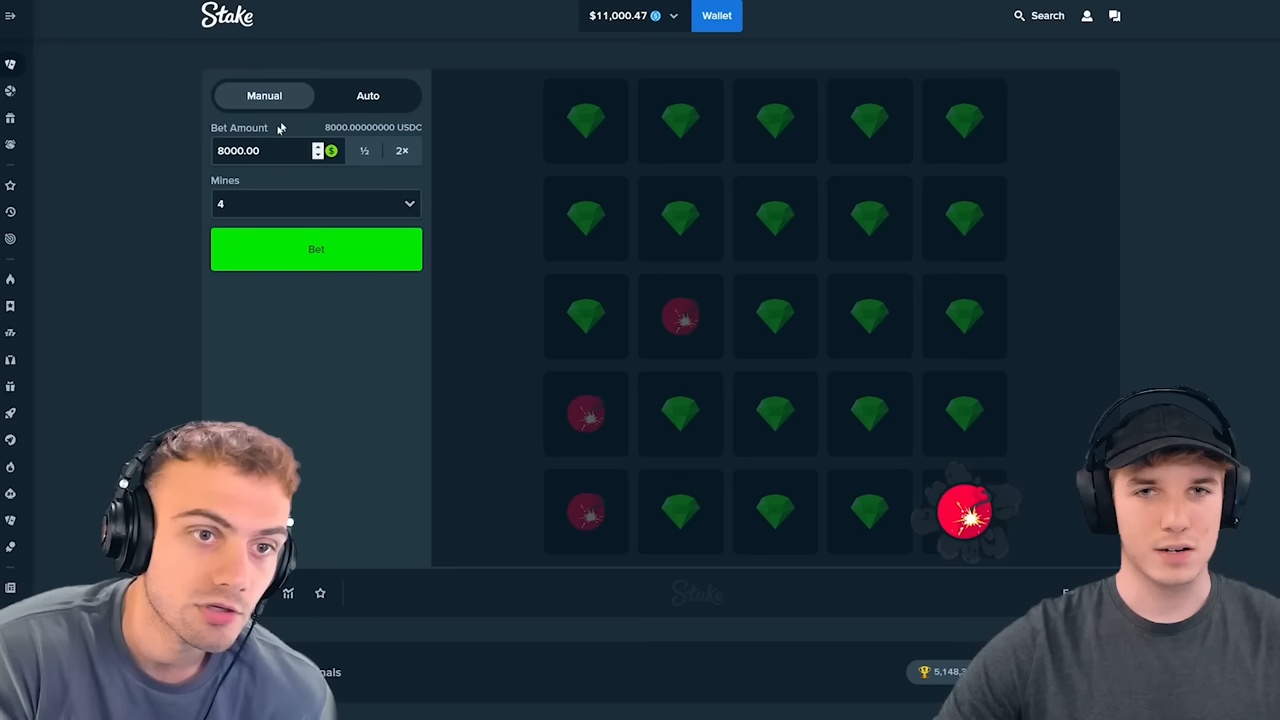 Stake
$11,000.47
Wallet
Search
Manual
Auto
Bet Amount
8000.00000000 USDC
8000.00
½
2×
Mines
4
Bet
Stake